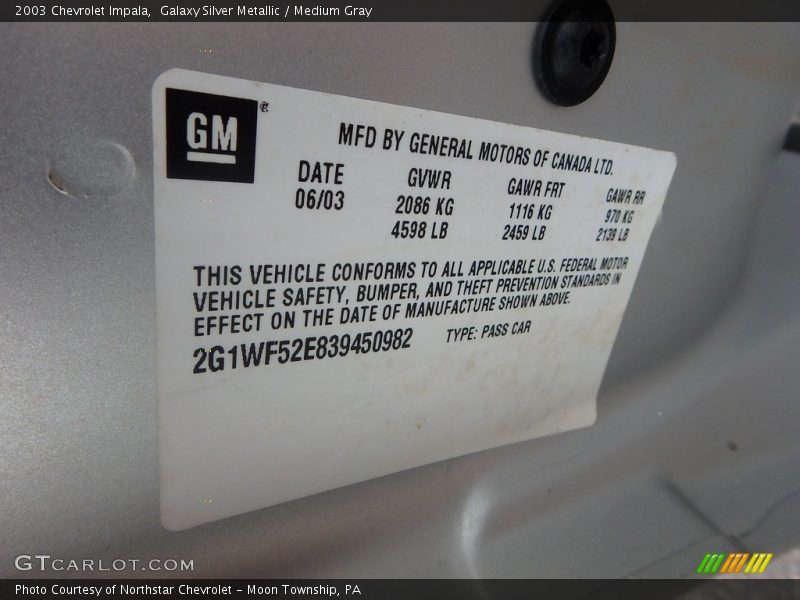 2003 Chevrolet Impala,  Galaxy Silver Metallic / Medium Gray
GM®
MFD BY GENERAL MOTORS OF CANADA LTD.
DATE GVWR GAWR FRT GAWR RR
06/03 2086 KG 1116 KG 970 KG
4598 LB 2459 LB 2139 LB
THIS VEHICLE CONFORMS TO ALL APPLICABLE U.S. FEDERAL MOTOR
VEHICLE SAFETY, BUMPER, AND THEFT PREVENTION STANDARDS IN
EFFECT ON THE DATE OF MANUFACTURE SHOWN ABOVE.
2G1WF52E839450982 TYPE: PASS CAR
GTCARLOT.COM
Photo Courtesy of Northstar Chevrolet - Moon Township, PA